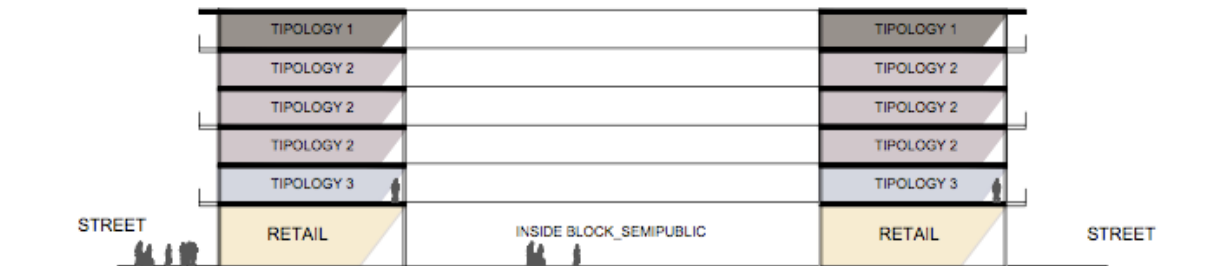 TIPOLOGY 1 TIPOLOGY 1
TIPOLOGY 2 TIPOLOGY 2
TIPOLOGY 2 TIPOLOGY 2
TIPOLOGY 2 TIPOLOGY 2
TIPOLOGY 3 TIPOLOGY 3
STREET RETAIL INSIDE BLOCK_SEMIPUBLIC RETAIL STREET